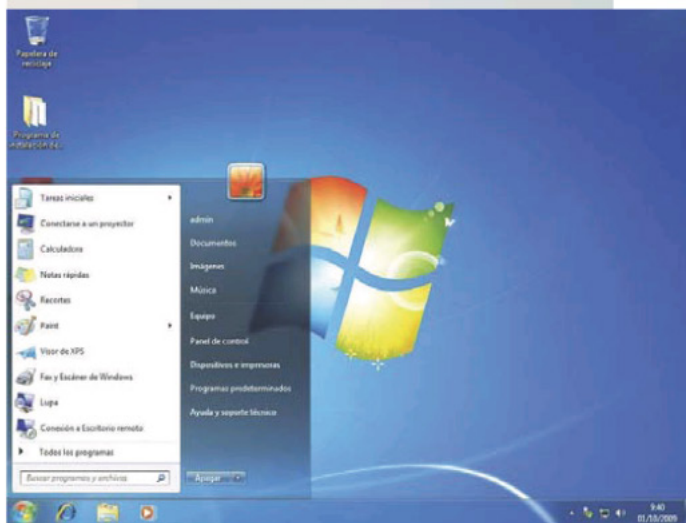 Papelera de
reciclaje
Programa de
instalación de...
Tareas iniciales
Conectarse a un proyector
Calculadora
Notas rápidas
Recortes
Paint
Visor de XPS
Fax y Escáner de Windows
Lupa
Conexión a Escritorio remoto
Todos los programas
Buscar programas y archivos
admin
Documentos
Imágenes
Música
Equipo
Panel de control
Dispositivos e impresoras
Programas predeterminados
Ayuda y soporte técnico
Apagar
9:40
01/10/2009